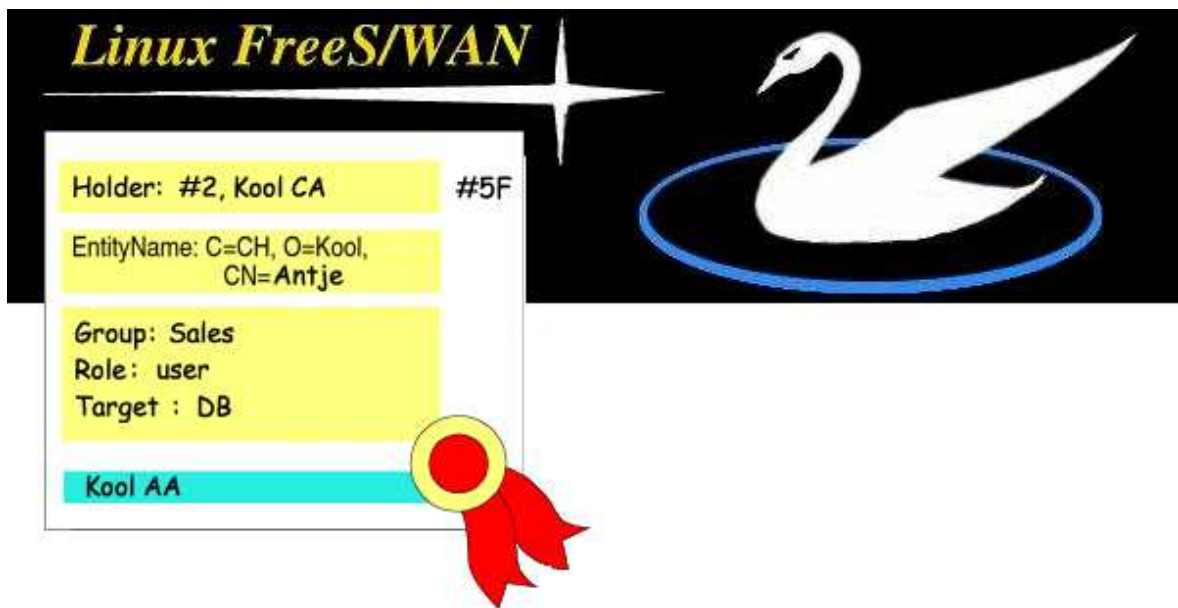 Linux FreeS/WAN
Holder: #2, Kool CA
#5F
EntityName: C=CH, O=Kool,
CN=Antje
Group: Sales
Role: user
Target : DB
Kool AA